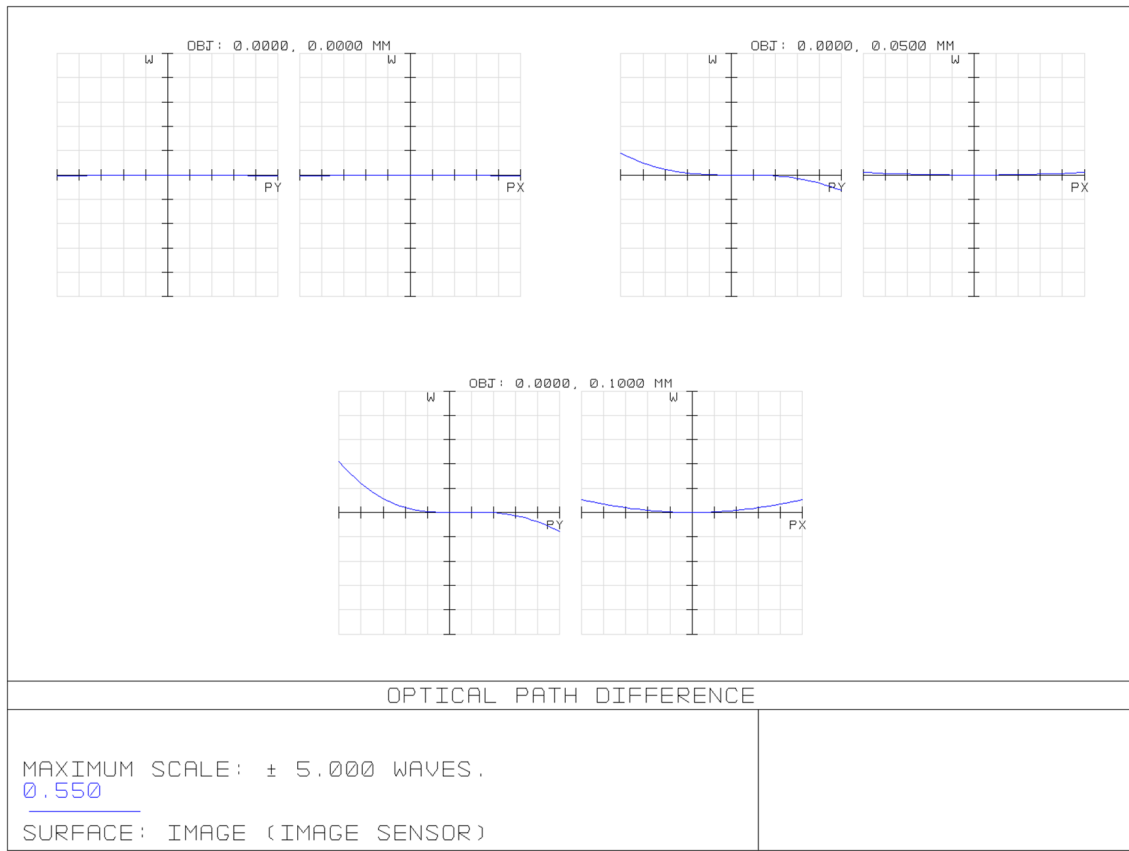 OBJ: 0.0000, 0.0000 MM
W
W
PY
PX
OBJ: 0.0000, 0.0500 MM
W
W
PY
PX
OBJ: 0.0000, 0.1000 MM
W
W
PY
PX
OPTICAL PATH DIFFERENCE
MAXIMUM SCALE: ± 5.000 WAVES.
0.550
SURFACE: IMAGE (IMAGE SENSOR)